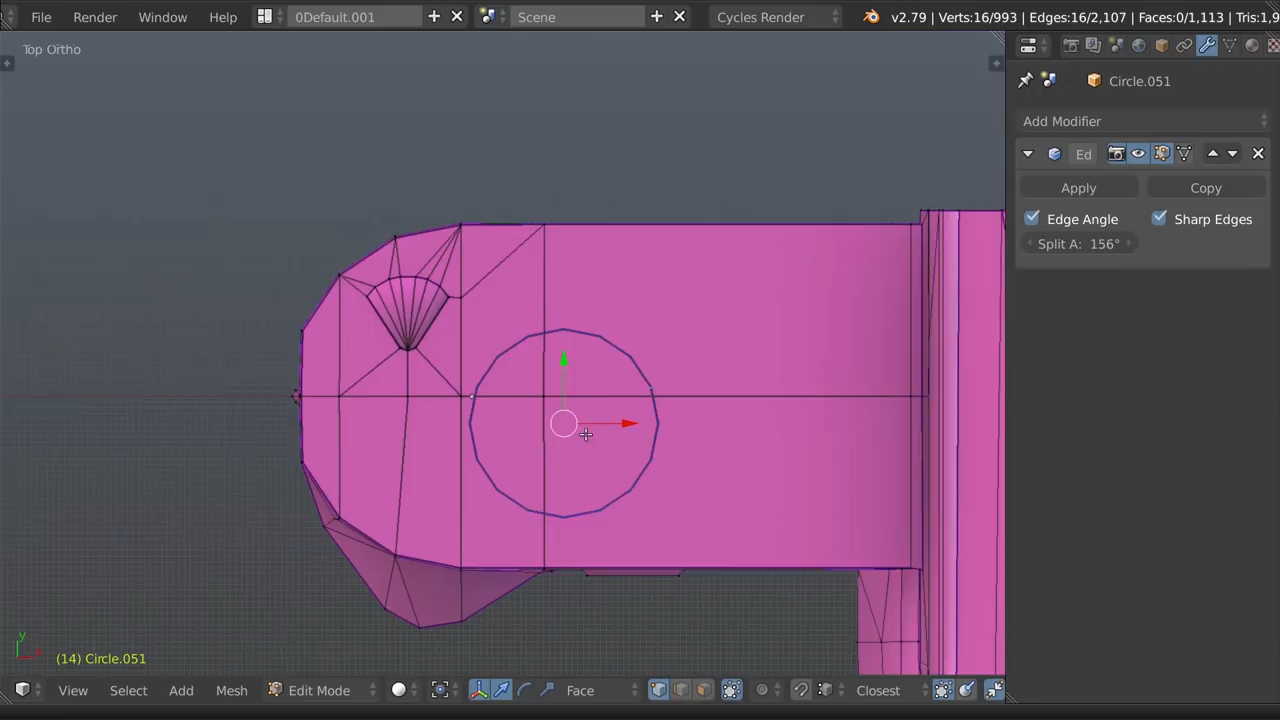 File Render Window Help 0Default.001 Scene Cycles Render v2.79 | Verts:16/993 | Edges:16/2,107 | Faces:0/1,113 | Tris:1,9
Top Ortho
Circle.051
Add Modifier
Ed
Apply Copy
Edge Angle Sharp Edges
Split A: 156°
y
(14) Circle.051
View Select Add Mesh Edit Mode Face Closest